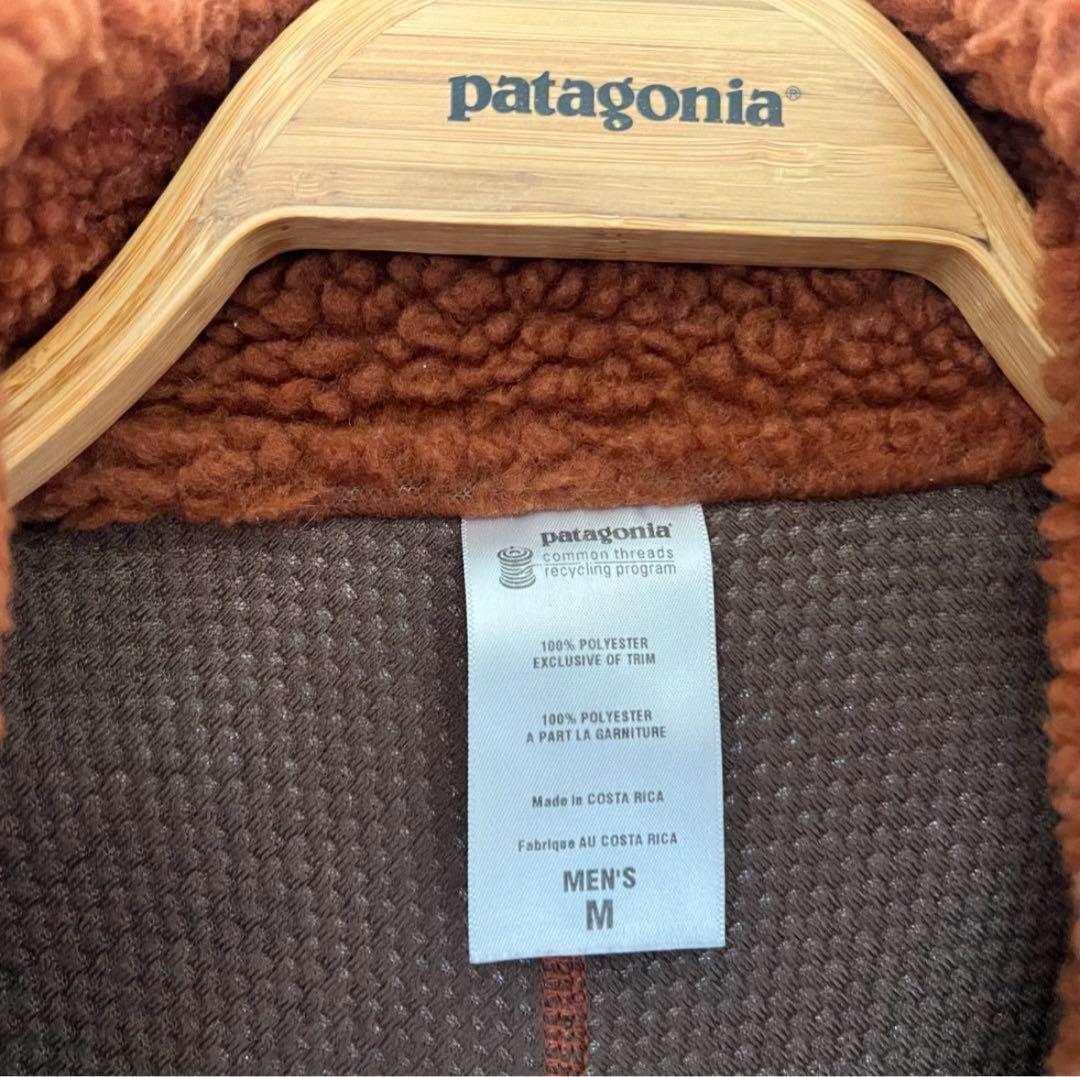 patagonia®
patagonia
common threads
recycling program
100% POLYESTER
EXCLUSIVE OF TRIM
100% POLYESTER
A PART LA GARNITURE
Made in COSTA RICA
Fabrique AU COSTA RICA
MEN'S
M